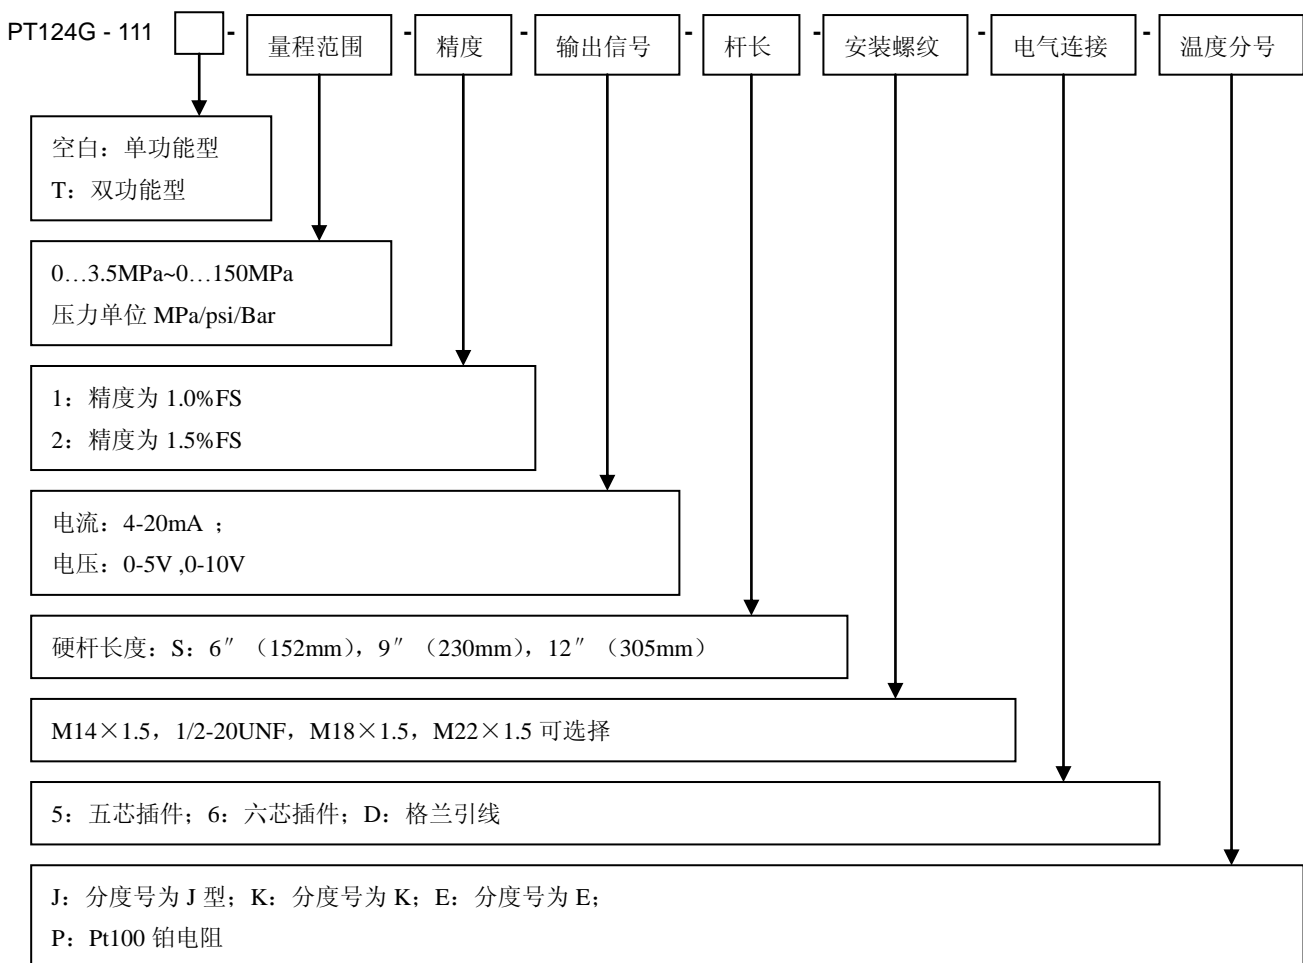 PT124G - 111 - 量程范围 - 精度 - 输出信号 - 杆长 - 安装螺纹 - 电气连接 - 温度分号
空白：单功能型
T：双功能型
0…3.5MPa~0…150MPa
压力单位 MPa/psi/Bar
1：精度为 1.0%FS
2：精度为 1.5%FS
电流：4-20mA ；
电压：0-5V ,0-10V
硬杆长度：S：6″（152mm），9″（230mm），12″（305mm）
M14×1.5，1/2-20UNF，M18×1.5，M22×1.5 可选择
5：五芯插件；6：六芯插件；D：格兰引线
J：分度号为 J 型；K：分度号为 K；E：分度号为 E；
P：Pt100 铂电阻